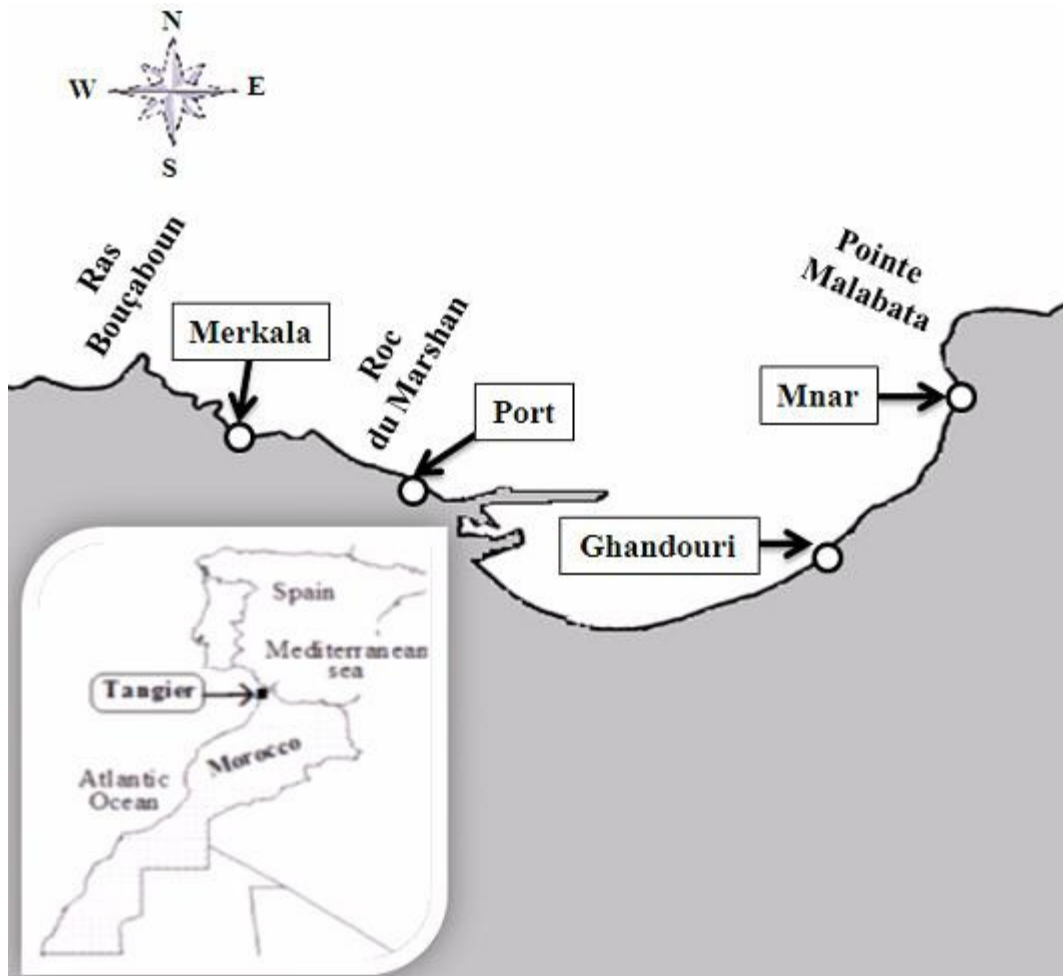 N
W
E
S
Ras
Bouçaboun
Merkala
Roc
du Marshan
Port
Pointe
Malabata
Mnar
Ghandouri
Spain
Mediterranean
sea
Tangier
Morocco
Atlantic
Ocean